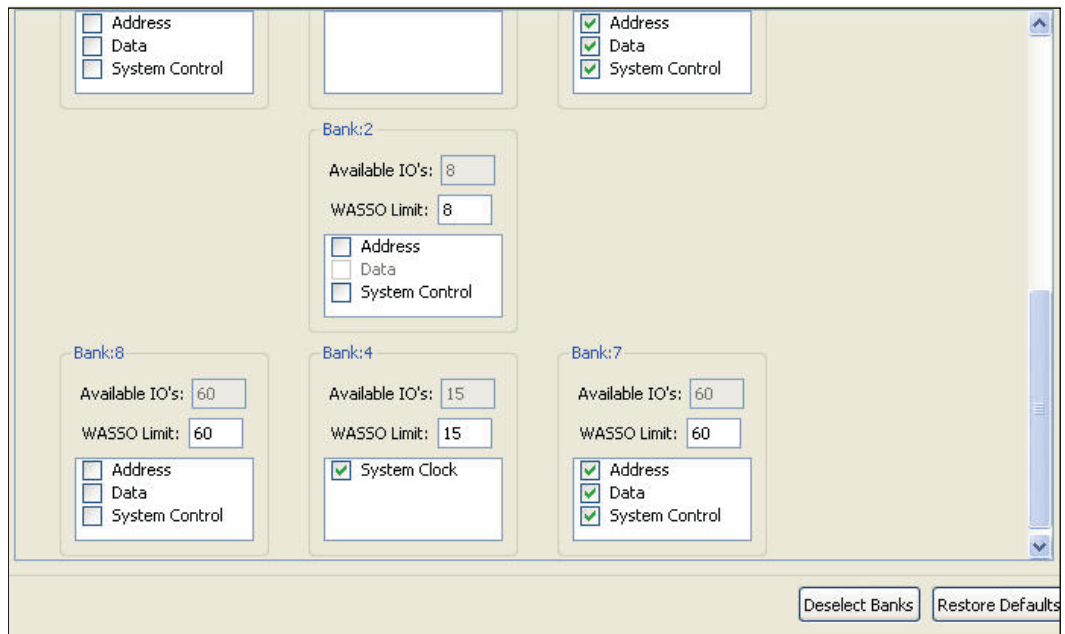 Address
Data
System Control
Address
Data
System Control
Bank:2
Available IO's: 8
WASSO Limit: 8
Address
Data
System Control
Bank:8
Available IO's: 60
WASSO Limit: 60
Address
Data
System Control
Bank:4
Available IO's: 15
WASSO Limit: 15
System Clock
Bank:7
Available IO's: 60
WASSO Limit: 60
Address
Data
System Control
Deselect Banks
Restore Defaults